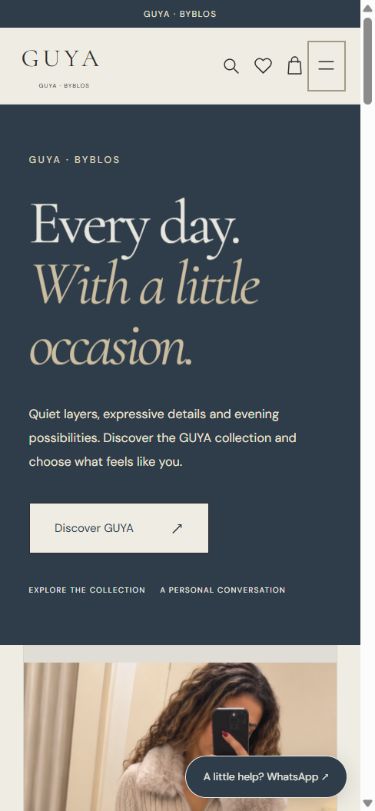 GUYA · BYBLOS
GUYA
GUYA · BYBLOS
GUYA · BYBLOS
Every day.
With a little
occasion.
Quiet layers, expressive details and evening
possibilities. Discover the GUYA collection and
choose what feels like you.
Discover GUYA ↗
EXPLORE THE COLLECTION A PERSONAL CONVERSATION
A little help? WhatsApp ↗